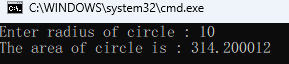 C:\WINDOWS\system32\cmd.exe
Enter radius of circle : 10
The area of circle is : 314.200012